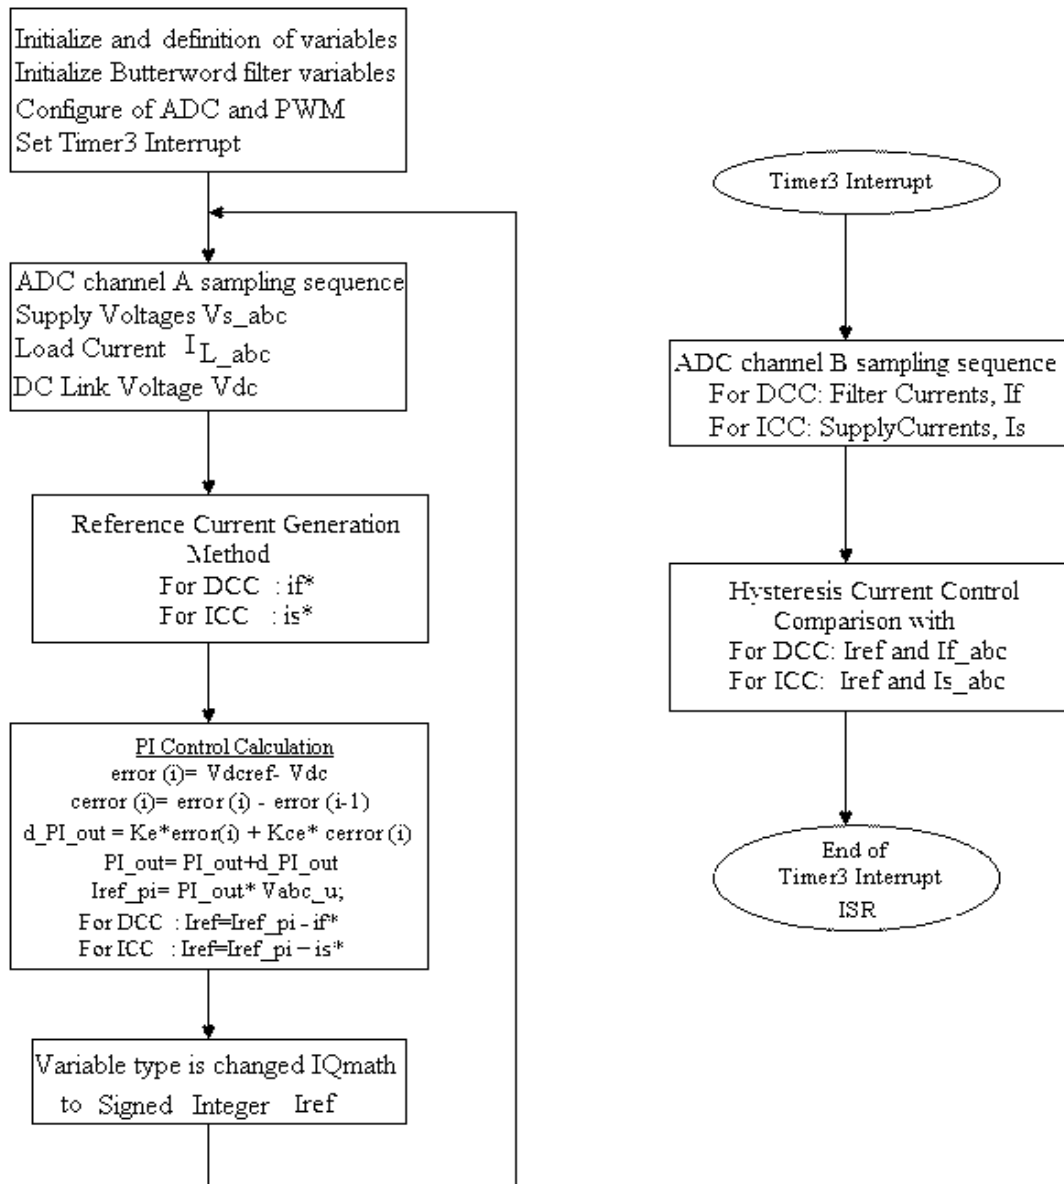 Initialize and definition of variables
Initialize Butterword filter variables
Configure of ADC and PWM
Set Timer3 Interrupt
ADC channel A sampling sequence
Supply Voltages Vs_abc
Load Current I L_abc
DC Link Voltage Vdc
Reference Current Generation
Method
For DCC : if*
For ICC : is*
PI Control Calculation
error (i)= Vdcref- Vdc
cerror (i)= error (i) - error (i-1)
d_PI_out = Ke*error(i) + Kce* cerror (i)
PI_out= PI_out+d_PI_out
Iref_pi= PI_out* Vabc_u;
For DCC : Iref=Iref_pi - if*
For ICC : Iref=Iref_pi – is*
Variable type is changed IQmath
to Signed Integer Iref
Timer3 Interrupt
ADC channel B sampling sequence
For DCC: Filter Currents, If
For ICC: SupplyCurrents, Is
Hysteresis Current Control
Comparison with
For DCC: Iref and If_abc
For ICC: Iref and Is_abc
End of
Timer3 Interrupt
ISR